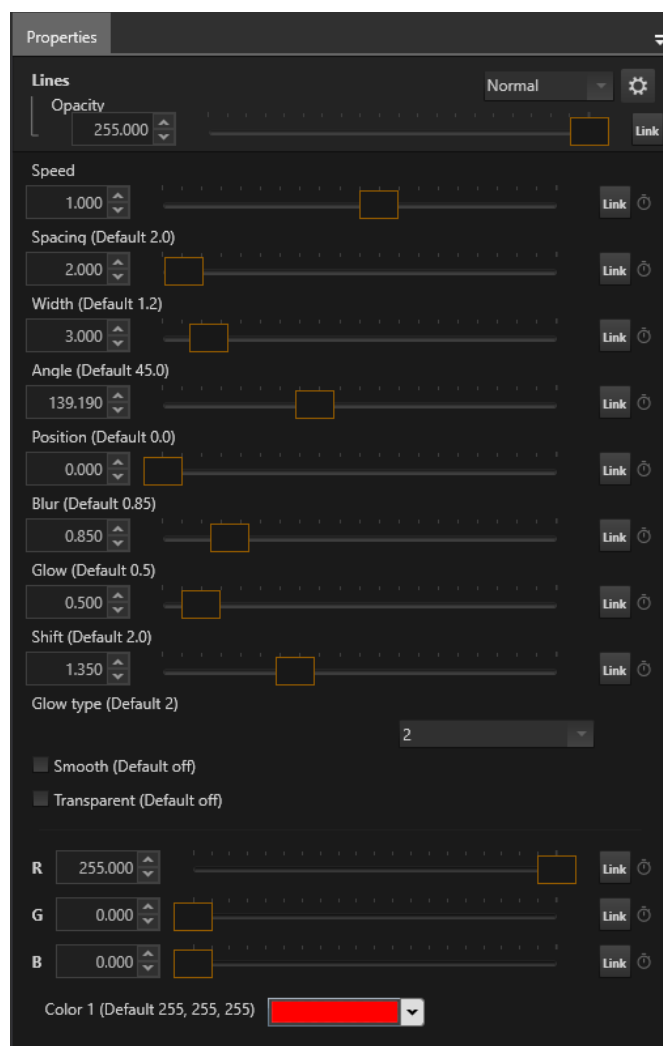 Properties
Lines
Normal
Opacity
255.000 Link
Speed
1.000 Link
Spacing (Default 2.0)
2.000 Link
Width (Default 1.2)
3.000 Link
Angle (Default 45.0)
139.190 Link
Position (Default 0.0)
0.000 Link
Blur (Default 0.85)
0.850 Link
Glow (Default 0.5)
0.500 Link
Shift (Default 2.0)
1.350 Link
Glow type (Default 2)
2
Smooth (Default off)
Transparent (Default off)
R 255.000 Link
G 0.000 Link
B 0.000 Link
Color 1 (Default 255, 255, 255)